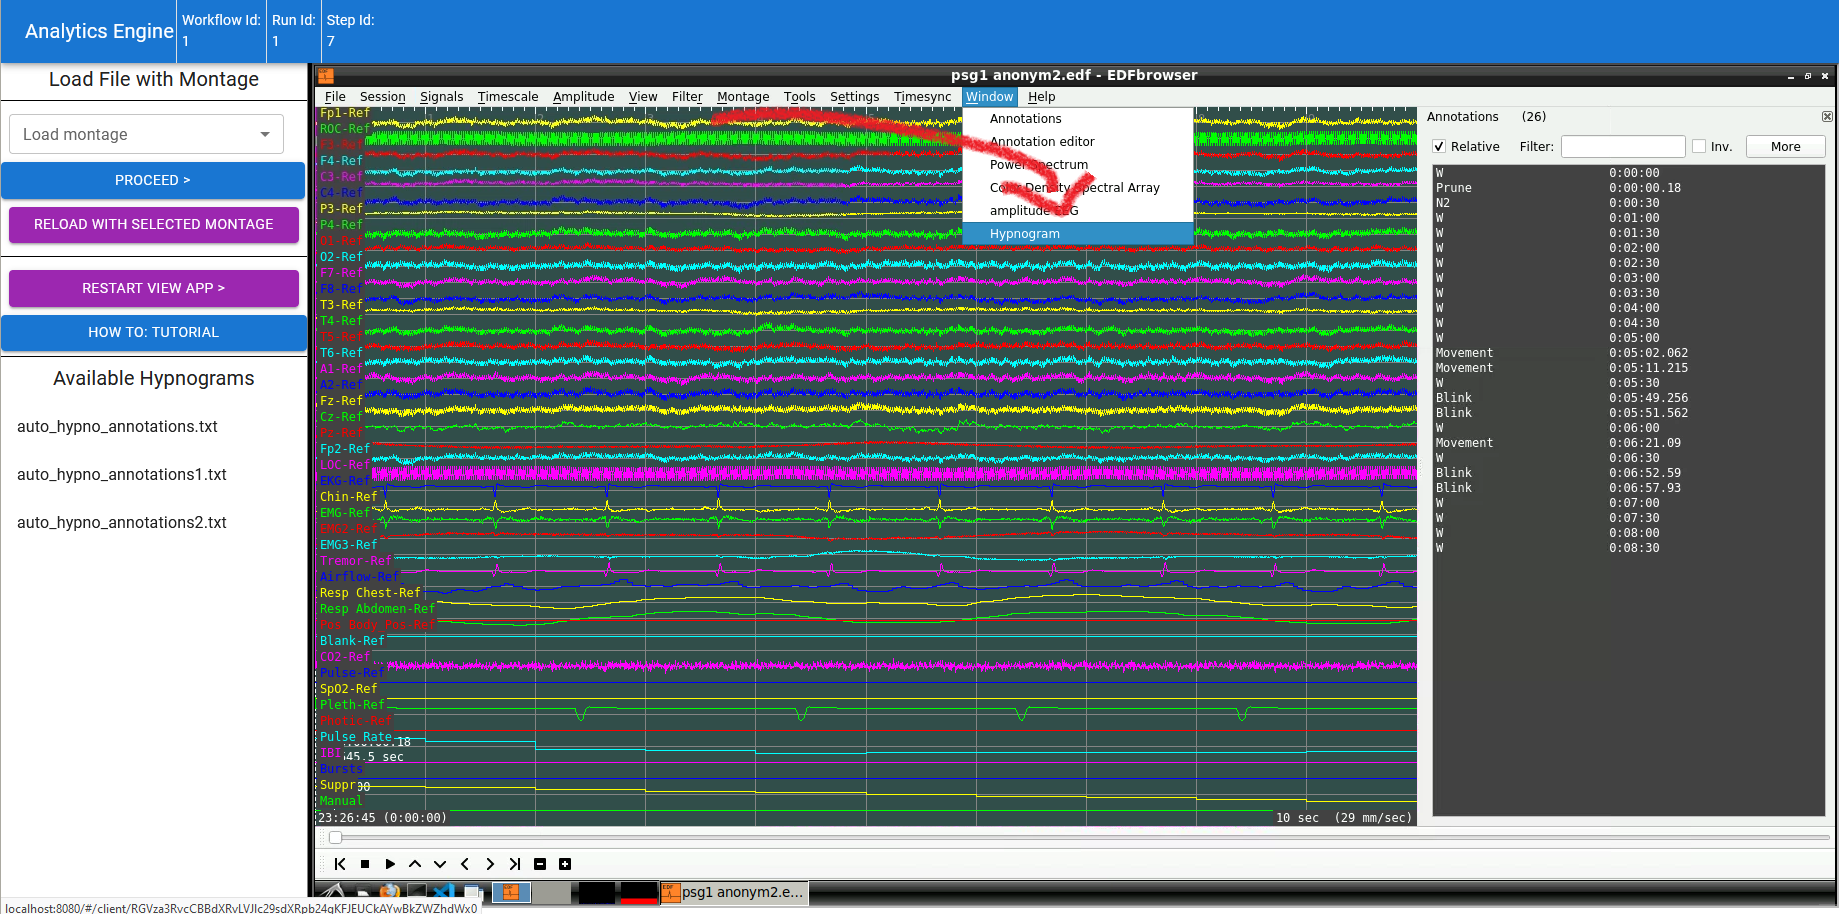 Analytics Engine
Workflow Id:
1
Run Id:
1
Step Id:
7
Load File with Montage
Load montage
PROCEED >
RELOAD WITH SELECTED MONTAGE
RESTART VIEW APP >
HOW TO: TUTORIAL
Available Hypnograms
auto_hypno_annotations.txt
auto_hypno_annotations1.txt
auto_hypno_annotations2.txt
psg1 anonym2.edf - EDFbrowser
File Session Signals Timescale Amplitude View Filter Montage Tools Settings Timesync Window Help
Annotations
Annotation editor
Power Spectrum
Color Density Spectral Array
amplitude EEG
Hypnogram
Fp1-Ref
ROC-Ref
F3-Ref
F4-Ref
C3-Ref
C4-Ref
P3-Ref
P4-Ref
O1-Ref
O2-Ref
F7-Ref
F8-Ref
T3-Ref
T4-Ref
T5-Ref
T6-Ref
A1-Ref
A2-Ref
Fz-Ref
Cz-Ref
Pz-Ref
Fp2-Ref
LOC-Ref
EKG-Ref
Chin-Ref
EMG-Ref
EMG2-Ref
EMG3-Ref
Tremor-Ref
Airflow-Ref
Resp Chest-Ref
Resp Abdomen-Ref
Pos Body Pos-Ref
Blank-Ref
CO2-Ref
Pulse-Ref
SpO2-Ref
Pleth-Ref
Photic-Ref
Pulse Rate
IBI
45.5 sec
Bursts
Suppr
Manual
23:26:45 (0:00:00)
10 sec (29 mm/sec)
Annotations (26)
Relative Filter: Inv. More
W 0:00:00
Prune 0:00:00.18
N2 0:00:30
W 0:01:00
W 0:01:30
W 0:02:00
W 0:02:30
W 0:03:00
W 0:03:30
W 0:04:00
W 0:04:30
W 0:05:00
Movement 0:05:02.062
Movement 0:05:11.215
W 0:05:30
Blink 0:05:49.256
Blink 0:05:51.562
W 0:06:00
Movement 0:06:21.09
W 0:06:30
Blink 0:06:52.59
Blink 0:06:57.93
W 0:07:00
W 0:07:30
W 0:08:00
W 0:08:30
EDF
psg1 anonym2.e...